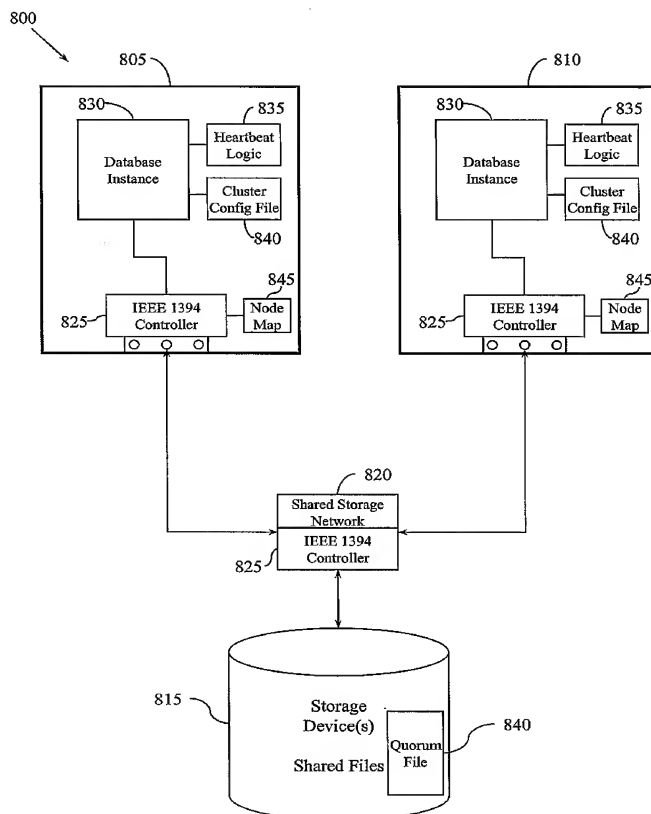 800
805
830
835
Database
Instance
Heartbeat
Logic
Cluster
Config File
840
845
825
IEEE 1394
Controller
Node
Map
810
830
835
Database
Instance
Heartbeat
Logic
Cluster
Config File
840
845
825
IEEE 1394
Controller
Node
Map
820
Shared Storage
Network
825
IEEE 1394
Controller
815
Storage
Device(s)
Shared Files
Quorum
File
840